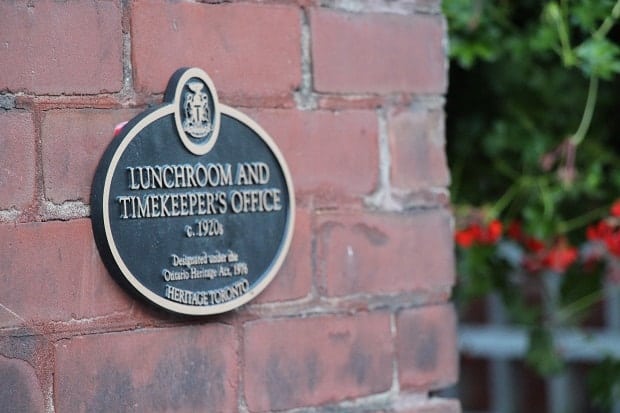 LUNCHROOM AND
TIMEKEEPER'S OFFICE
c. 1920s
Designated under the
Ontario Heritage Act, 1976
HERITAGE TORONTO